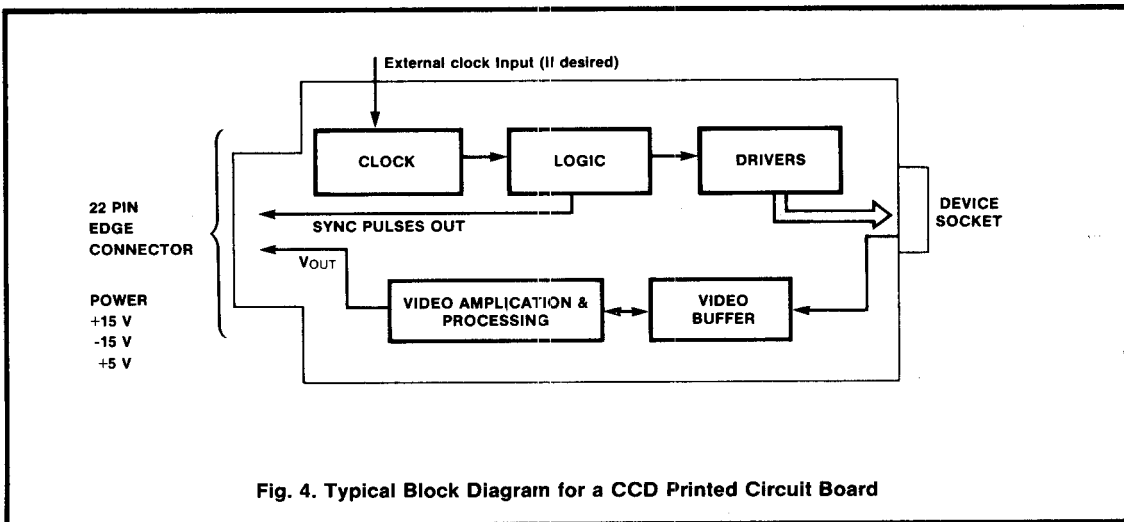 External clock Input (If desired)
CLOCK
LOGIC
DRIVERS
22 PIN
EDGE
CONNECTOR
DEVICE
SOCKET
SYNC PULSES OUT
VOUT
POWER
+15 V
-15 V
+5 V
VIDEO AMPLICATION &
PROCESSING
VIDEO
BUFFER
Fig. 4. Typical Block Diagram for a CCD Printed Circuit Board